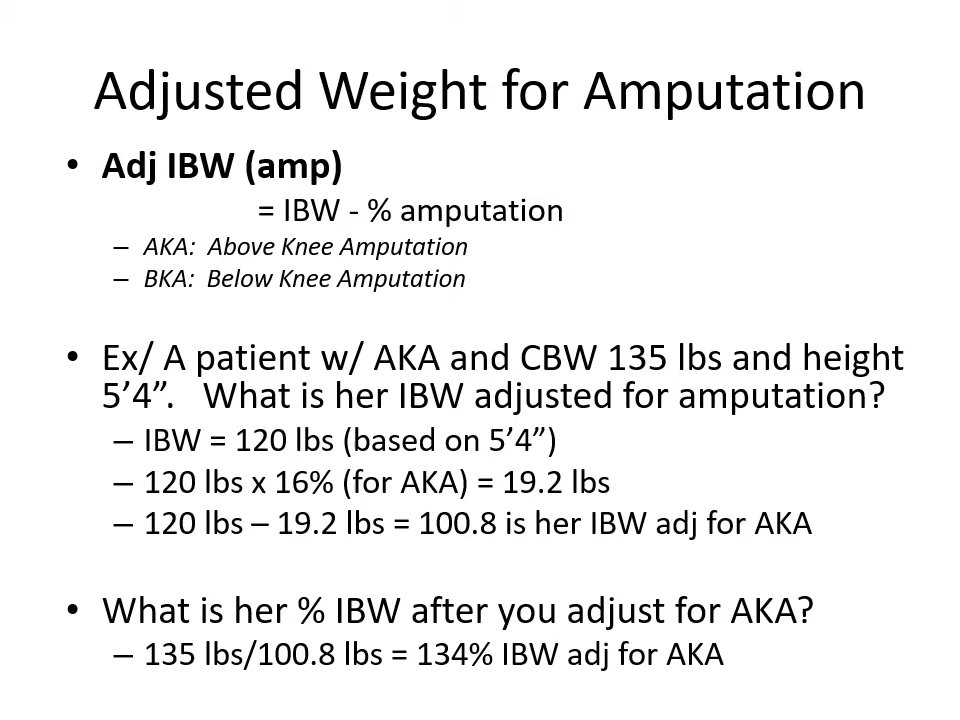 Adjusted Weight for Amputation
• Adj IBW (amp)
= IBW - % amputation
– AKA: Above Knee Amputation
– BKA: Below Knee Amputation
• Ex/ A patient w/ AKA and CBW 135 lbs and height
5’4”. What is her IBW adjusted for amputation?
– IBW = 120 lbs (based on 5’4”)
– 120 lbs x 16% (for AKA) = 19.2 lbs
– 120 lbs – 19.2 lbs = 100.8 is her IBW adj for AKA
• What is her % IBW after you adjust for AKA?
– 135 lbs/100.8 lbs = 134% IBW adj for AKA